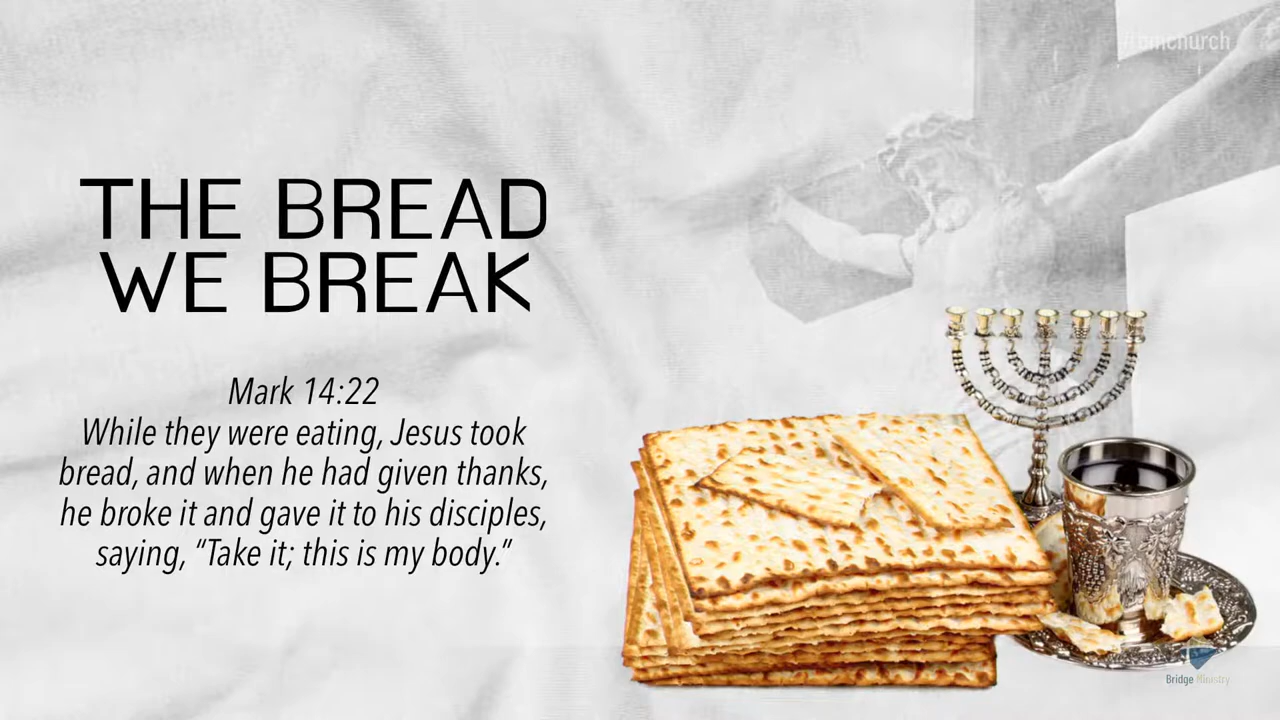 THE BREAD
WE BREAK
Mark 14:22
While they were eating, Jesus took
bread, and when he had given thanks,
he broke it and gave it to his disciples,
saying, “Take it; this is my body.”
Bridge Ministry